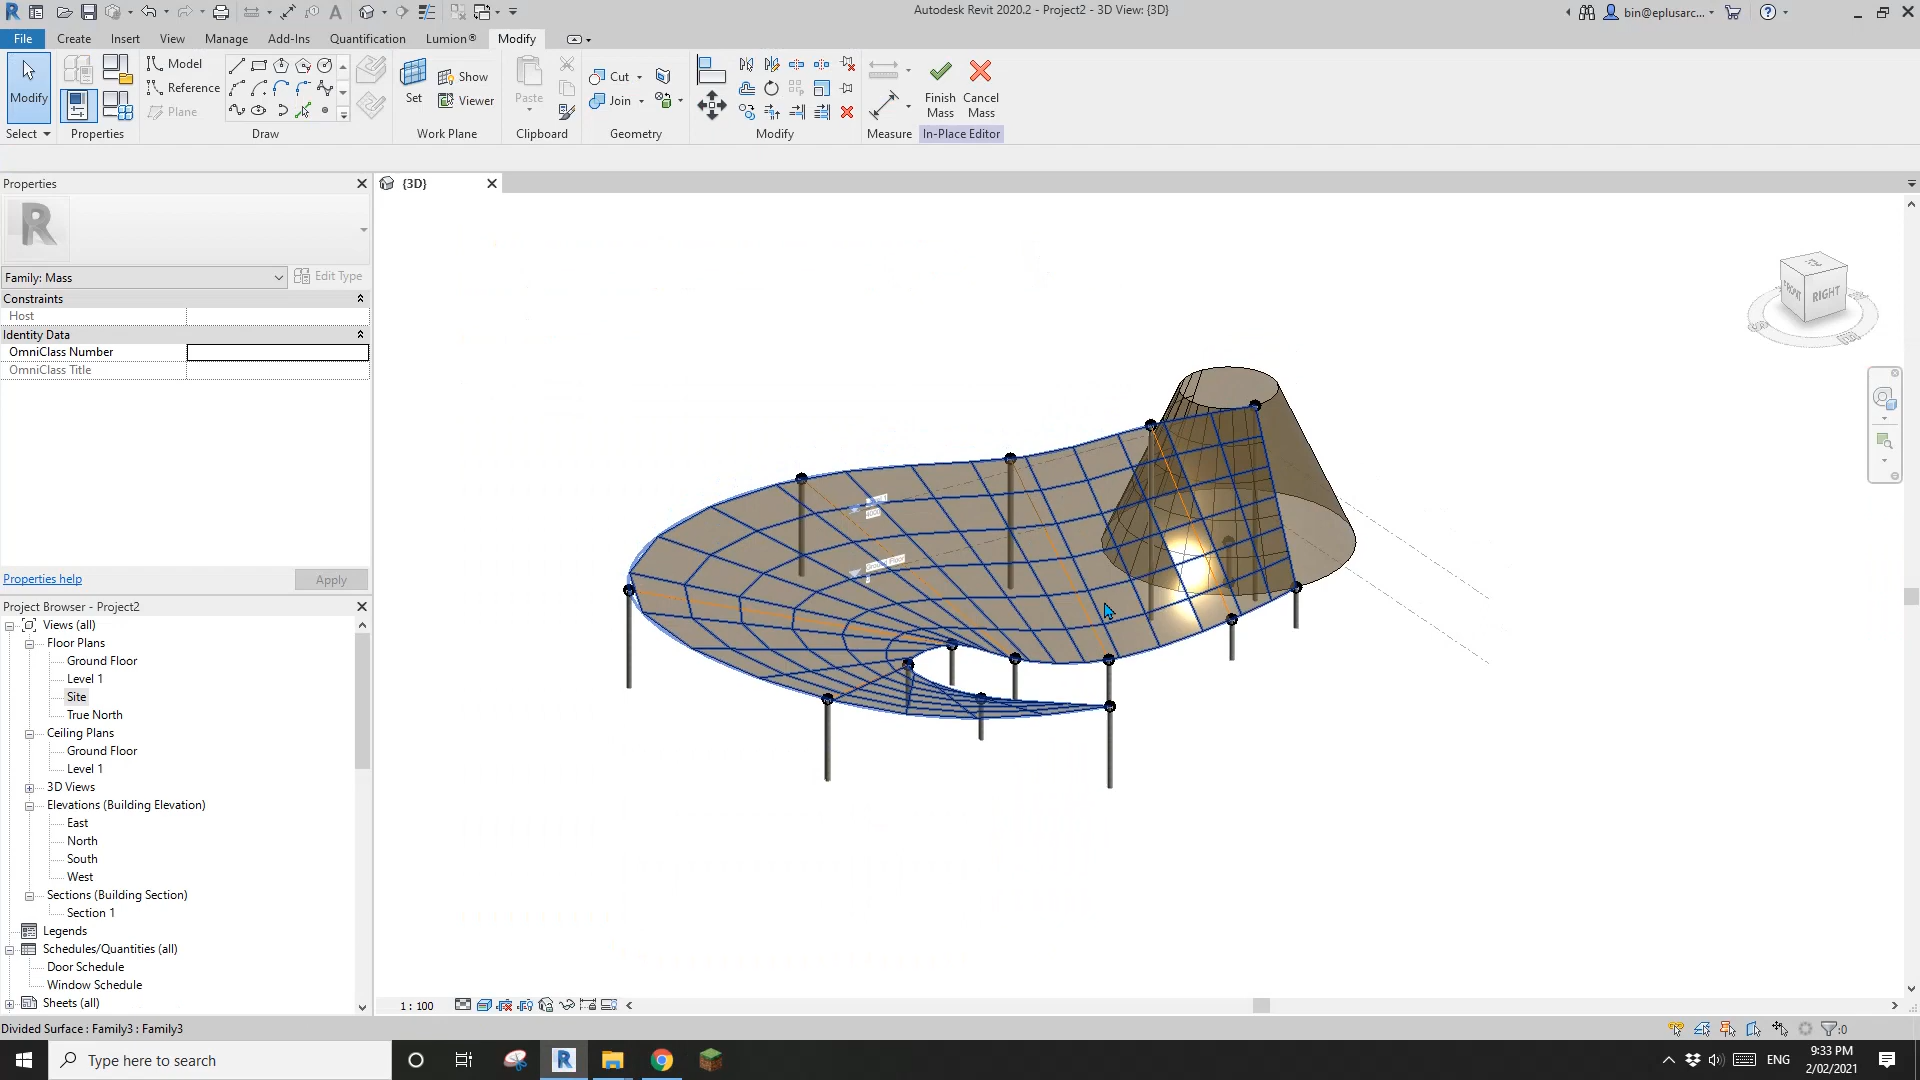 Autodesk Revit 2020.2 - Project2 - 3D View: {3D}
bin@eplusarc...
File Create Insert View Manage Add-Ins Quantification Lumion® Modify
Modify
Model
Reference
Plane
Set
Show
Viewer
Paste
Cut
Join
Finish Mass
Cancel Mass
Select Properties Draw Work Plane Clipboard Geometry Modify Measure In-Place Editor
Properties
{3D}
Family: Mass
Edit Type
Constraints
Host
Identity Data
OmniClass Number
OmniClass Title
Properties help
Apply
Project Browser - Project2
Views (all)
Floor Plans
Ground Floor
Level 1
Site
True North
Ceiling Plans
Ground Floor
Level 1
3D Views
Elevations (Building Elevation)
East
North
South
West
Sections (Building Section)
Section 1
Legends
Schedules/Quantities (all)
Door Schedule
Window Schedule
Sheets (all)
FRONT
RIGHT
Ground Floor
4000
1 : 100
Divided Surface : Family3 : Family3
:0
Type here to search
ENG
9:33 PM
2/02/2021